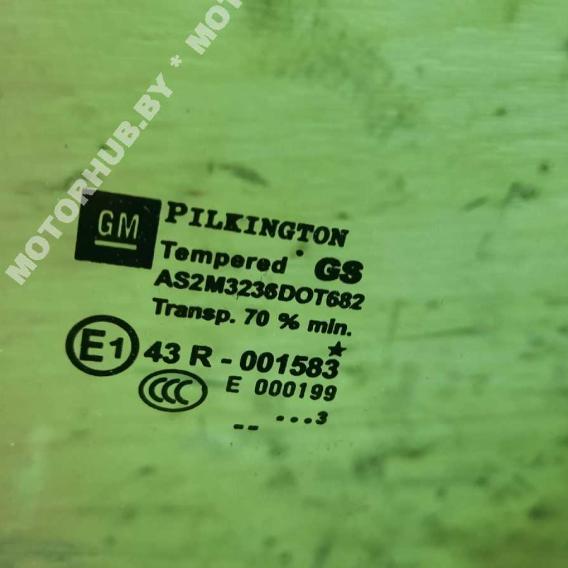 MOTORHUB.BY * MOT
GM
PILKINGTON
Tempered GS
AS2M3236DOT682
Transp. 70 % min.
E1 43 R - 001583
CCC E 000199
-- ...3